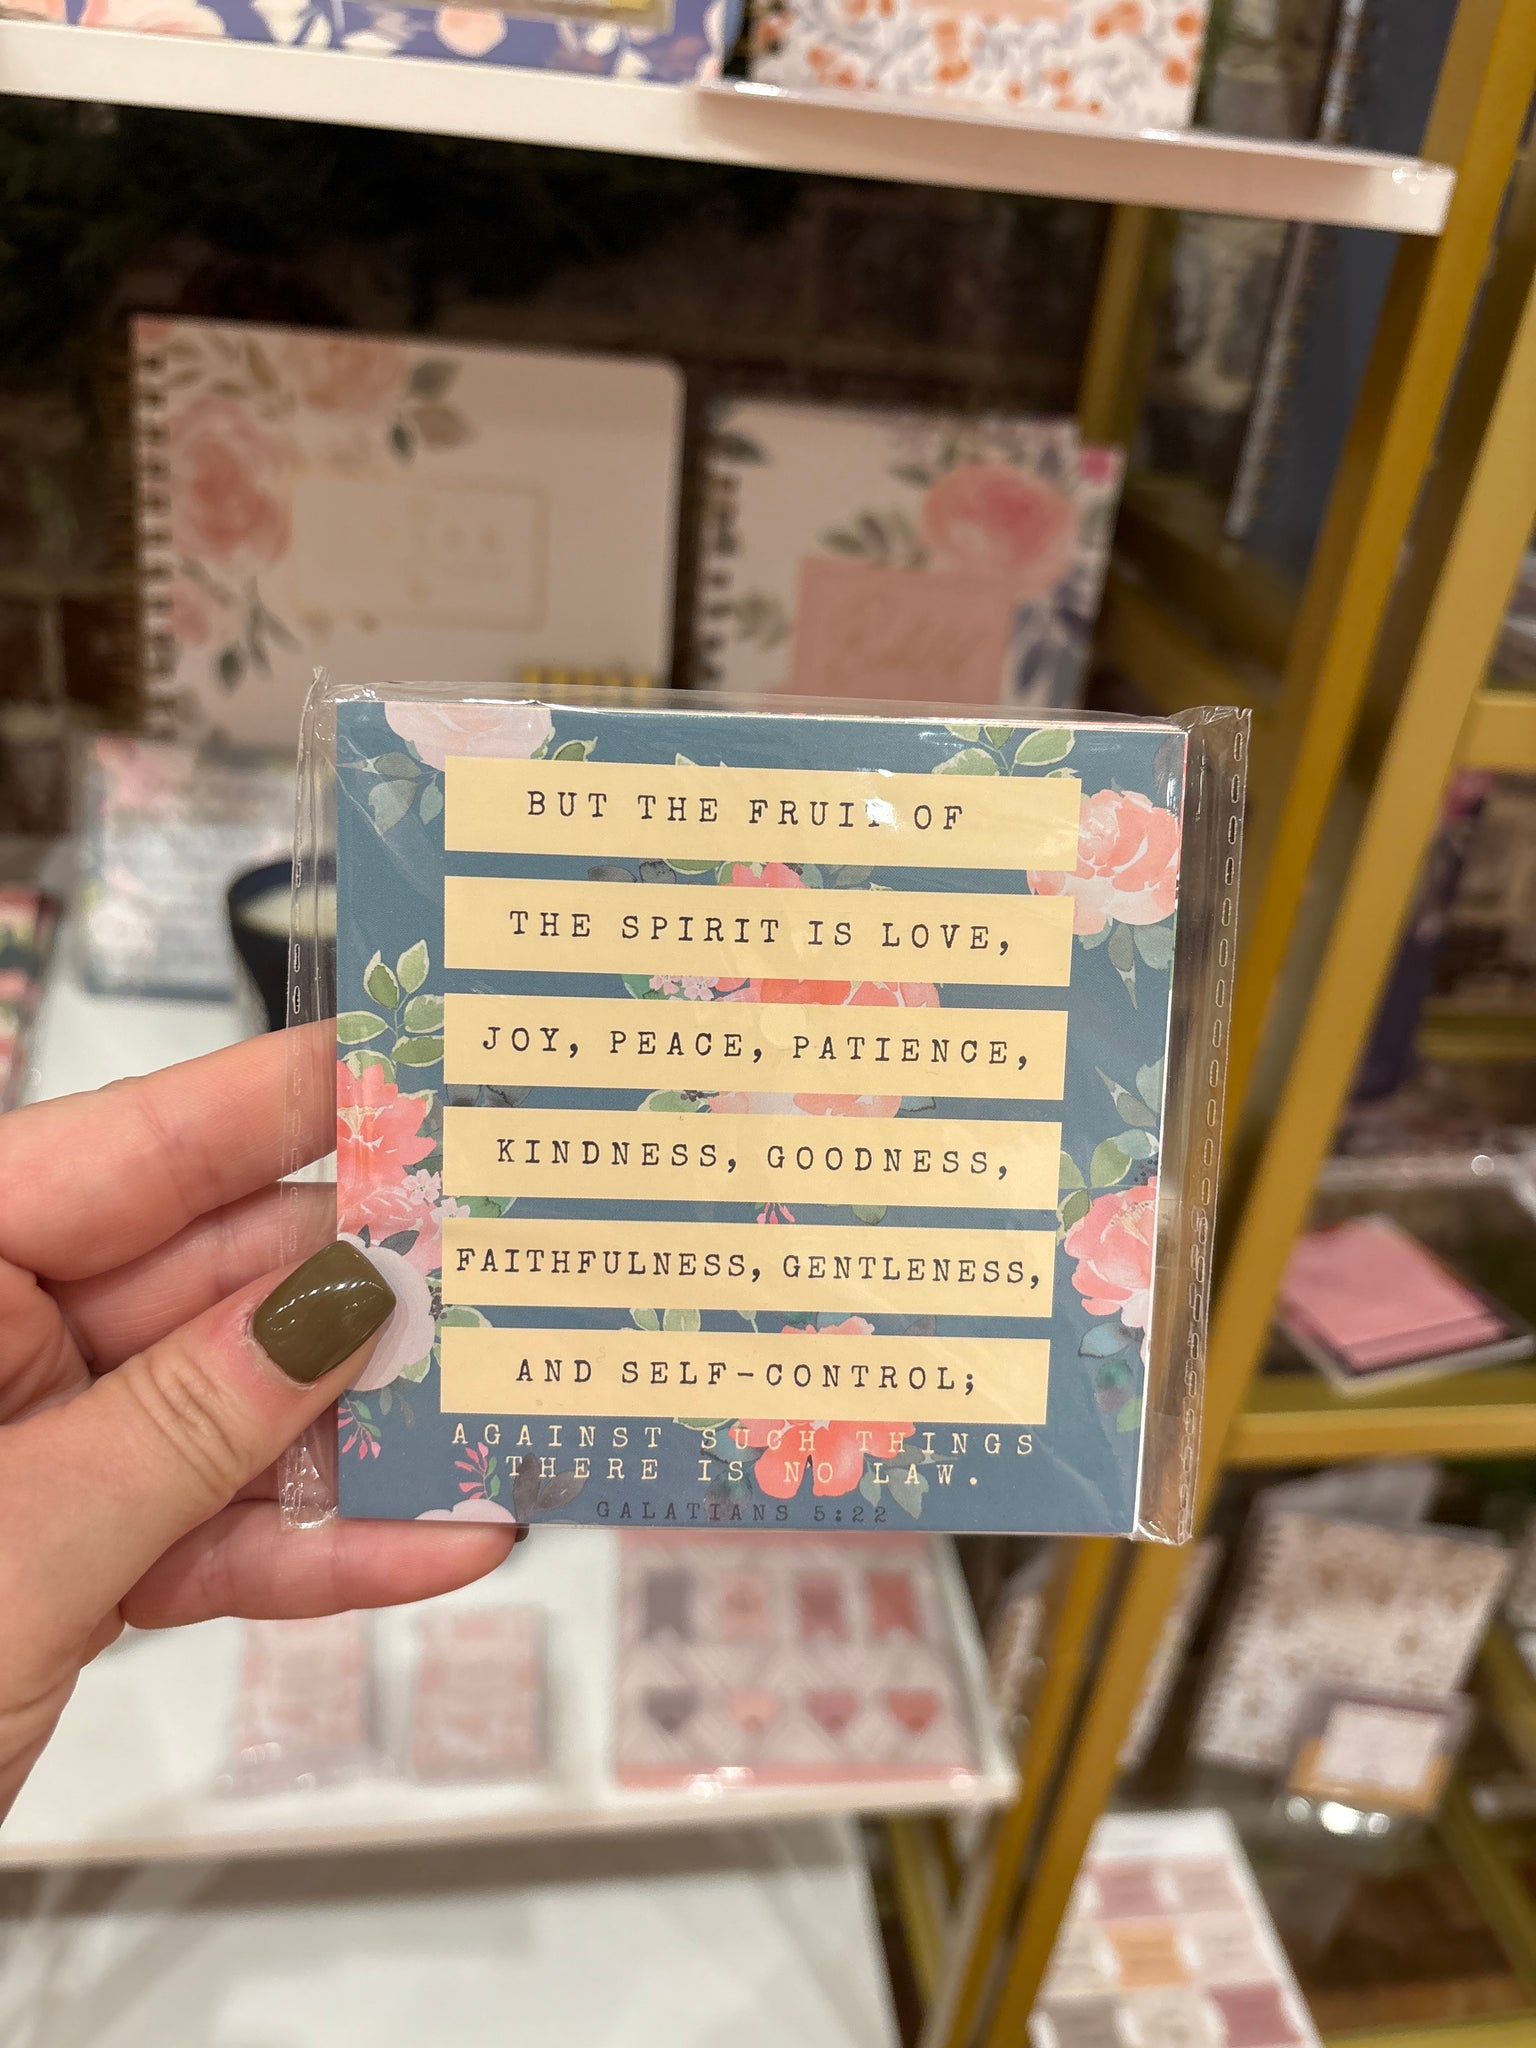 BUT THE FRUIT OF
THE SPIRIT IS LOVE,
JOY, PEACE, PATIENCE,
KINDNESS, GOODNESS,
FAITHFULNESS, GENTLENESS,
AND SELF-CONTROL;
AGAINST SUCH THINGS
THERE IS NO LAW.
GALATIANS 5:22